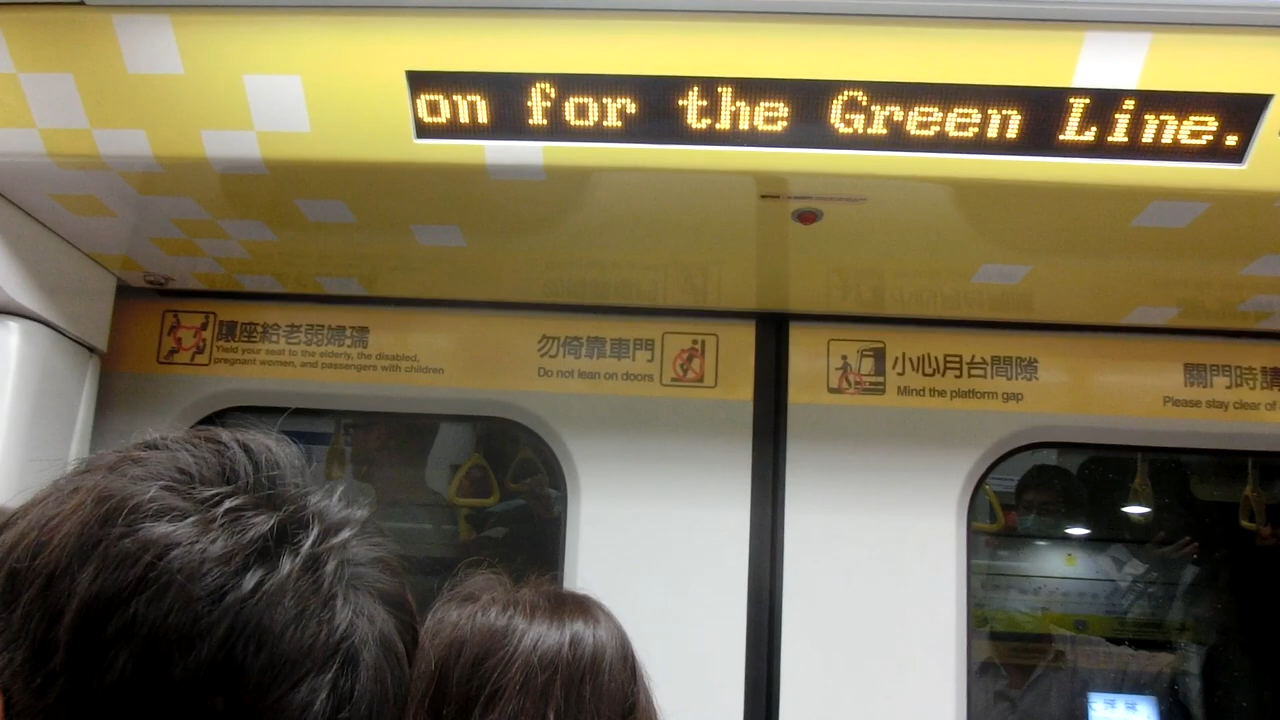 on for the Green Line.
讓座給老弱婦孺
Yield your seat to the elderly, the disabled,
pregnant women, and passengers with children
勿倚靠車門
Do not lean on doors
小心月台間隙
Mind the platform gap
關門時請
Please stay clear of